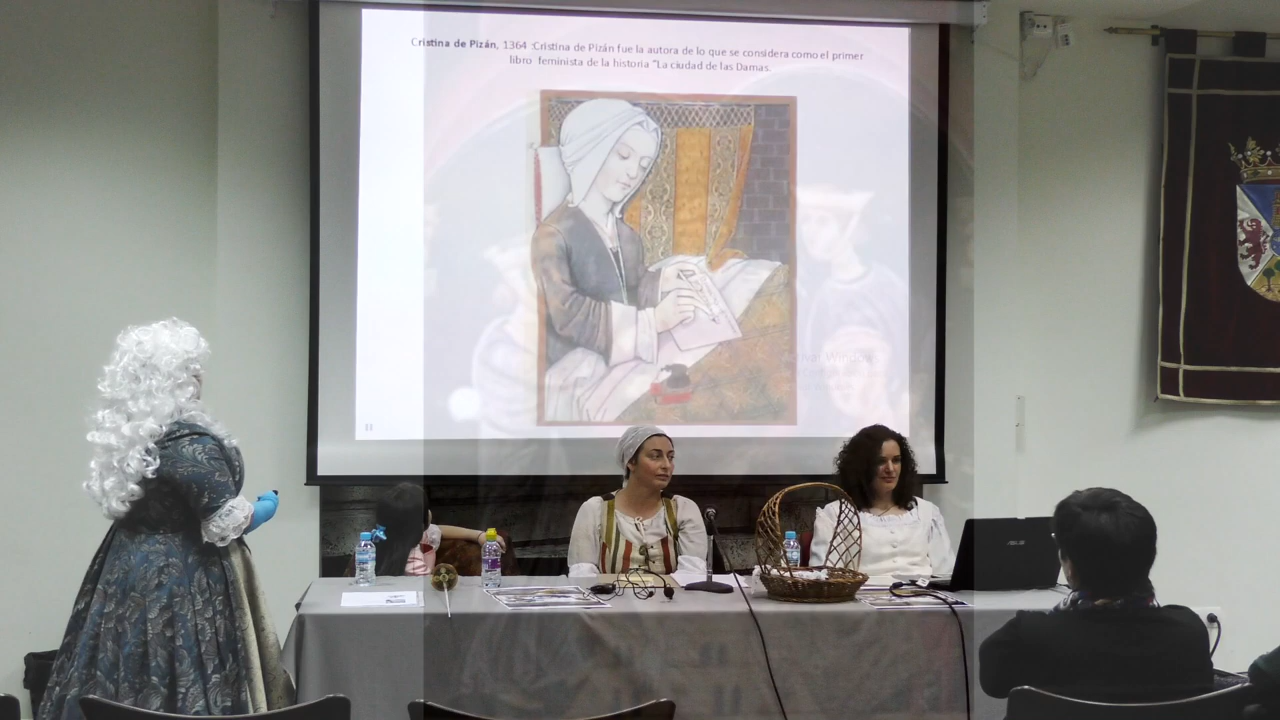 Cristina de Pizán, 1364 :Cristina de Pizán fue la autora de lo que se considera como el primer
libro feminista de la historia "La ciudad de las Damas.
ASUS